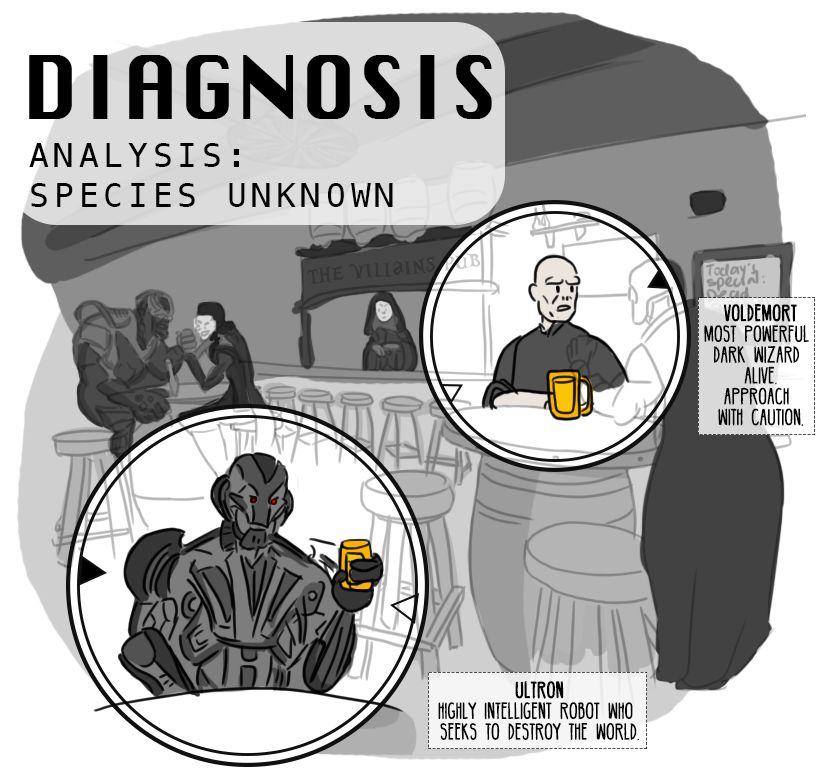 DIAGNOSIS
ANALYSIS:
SPECIES UNKNOWN
THE VILLAINS PUB
Today's
special:
Dead
VOLDEMORT
MOST POWERFUL
DARK WIZARD
ALIVE.
APPROACH
WITH CAUTION.
ULTRON
HIGHLY INTELLIGENT ROBOT WHO
SEEKS TO DESTROY THE WORLD.